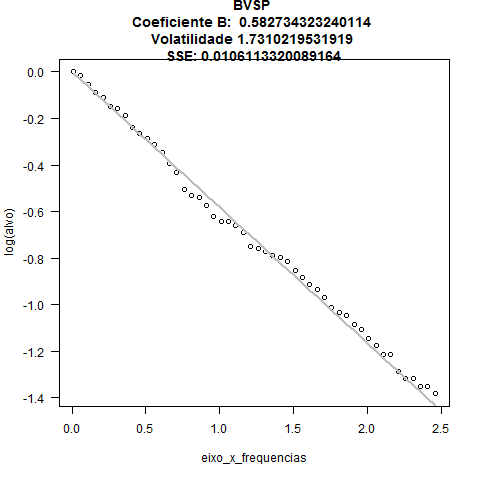 BVSP
Coeficiente B: 0.582734323240114
Volatilidade 1.7310219531919
SSE: 0.0106113320089164
0.0
-0.2
-0.4
-0.6
-0.8
-1.0
-1.2
-1.4
log(alvo)
0.0 0.5 1.0 1.5 2.0 2.5
eixo_x_frequencias